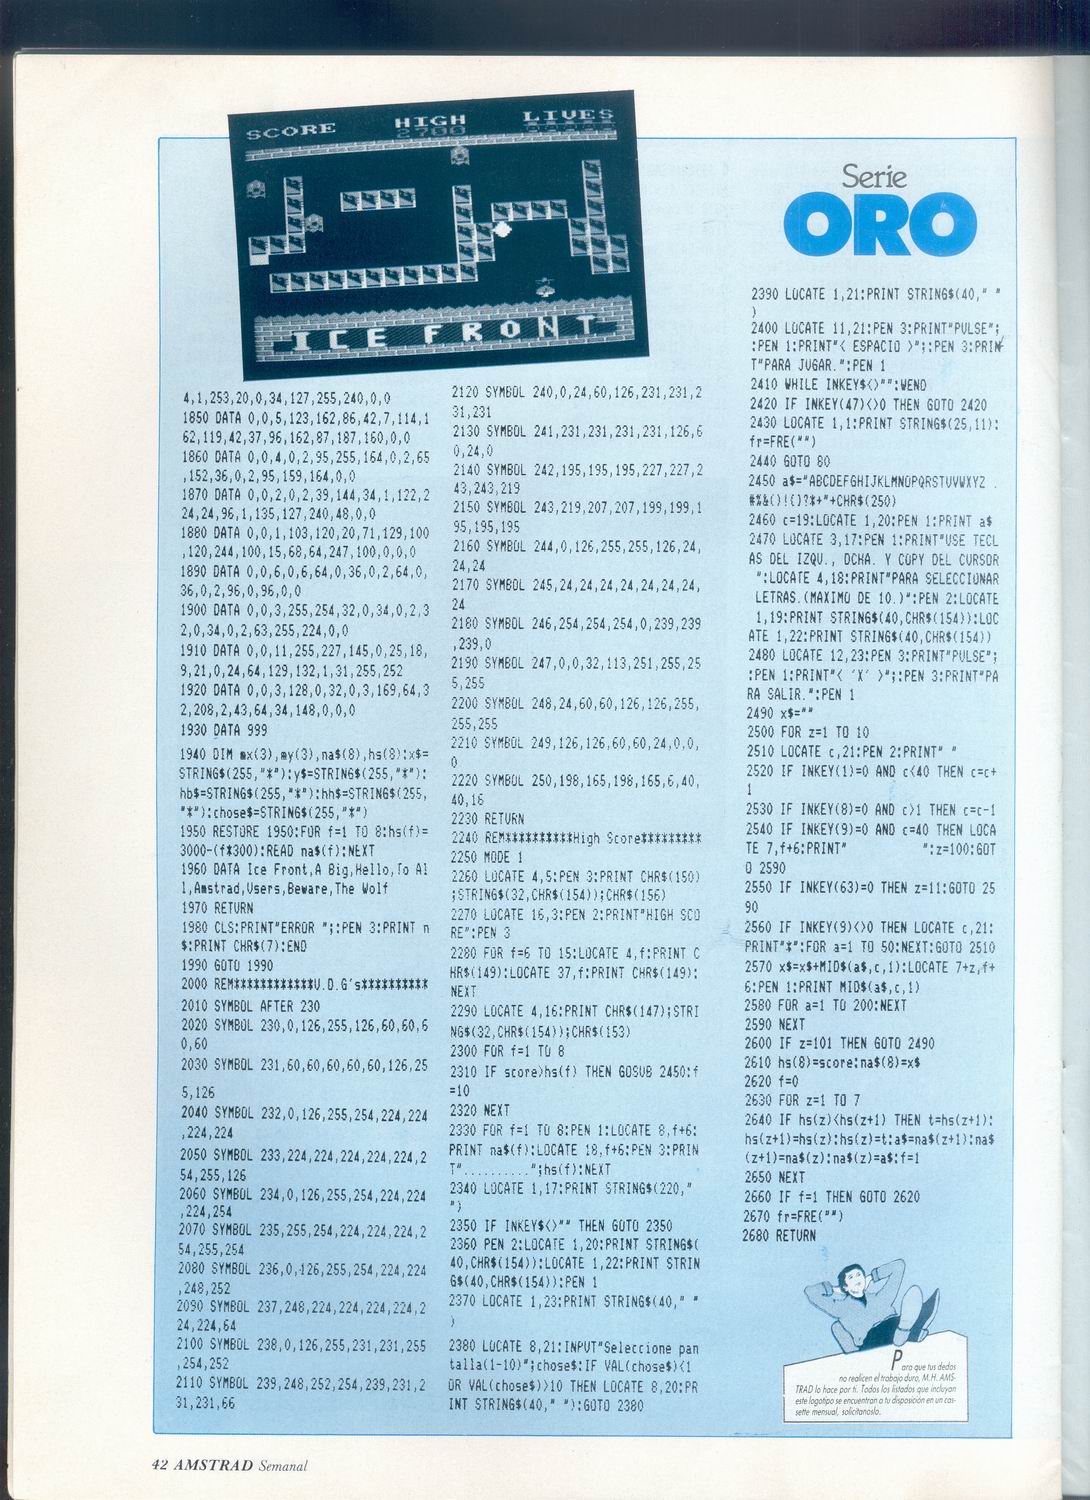 SCORE HIGH LIVES
2700
ICE FRONT
Serie
ORO
4,1,253,20,0,34,127,255,240,0,0
1850 DATA 0,0,5,123,162,86,42,7,114,1
62,119,42,37,96,162,87,187,160,0,0
1860 DATA 0,0,4,0,2,95,255,164,0,2,65
,152,36,0,2,95,159,164,0,0
1870 DATA 0,0,2,0,2,39,144,34,1,122,2
24,24,96,1,135,127,240,48,0,0
1880 DATA 0,0,1,103,120,20,71,129,100
,120,244,100,15,68,64,247,100,0,0,0
1890 DATA 0,0,6,0,6,64,0,36,0,2,64,0,
36,0,2,96,0,96,0,0
1900 DATA 0,0,3,255,254,32,0,34,0,2,3
2,0,34,0,2,63,255,224,0,0
1910 DATA 0,0,11,255,227,145,0,25,18,
9,21,0,24,64,129,132,1,31,255,252
1920 DATA 0,0,3,128,0,32,0,3,169,64,3
2,208,2,43,64,34,148,0,0,0
1930 DATA 999
1940 DIM mx(3),my(3),na$(8),hs(8):x$=
STRING$(255,"*"):y$=STRING$(255,"*"):
hb$=STRING$(255,"*"):hh$=STRING$(255,
"*"):chose$=STRING$(255,"*")
1950 RESTORE 1950:FOR f=1 TO 8:hs(f)=
3000-(f*300):READ na$(f):NEXT
1960 DATA Ice Front,A Big,Hello,To Al
l,Amstrad,Users,Beware,The Wolf
1970 RETURN
1980 CLS:PRINT"ERROR ";:PEN 3:PRINT n
$:PRINT CHR$(7):END
1990 GOTO 1990
2000 REM************U.D.G's**********
2010 SYMBOL AFTER 230
2020 SYMBOL 230,0,126,255,126,60,60,6
0,60
2030 SYMBOL 231,60,60,60,60,60,126,25
5,126
2040 SYMBOL 232,0,126,255,254,224,224
,224,224
2050 SYMBOL 233,224,224,224,224,224,2
54,255,126
2060 SYMBOL 234,0,126,255,254,224,224
,224,254
2070 SYMBOL 235,255,254,224,224,224,2
54,255,254
2080 SYMBOL 236,0,126,255,254,224,224
,248,252
2090 SYMBOL 237,248,224,224,224,224,2
24,224,64
2100 SYMBOL 238,0,126,255,231,231,255
,254,252
2110 SYMBOL 239,248,252,254,239,231,2
31,231,66
2120 SYMBOL 240,0,24,60,126,231,231,2
31,231
2130 SYMBOL 241,231,231,231,231,126,6
0,24,0
2140 SYMBOL 242,195,195,195,227,227,2
43,243,219
2150 SYMBOL 243,219,207,207,199,199,1
95,195,195
2160 SYMBOL 244,0,126,255,255,126,24,
24,24
2170 SYMBOL 245,24,24,24,24,24,24,24,
24
2180 SYMBOL 246,254,254,254,0,239,239
,239,0
2190 SYMBOL 247,0,0,32,113,251,255,25
5,255
2200 SYMBOL 248,24,60,60,126,126,255,
255,255
2210 SYMBOL 249,126,126,60,60,24,0,0,
0
2220 SYMBOL 250,198,165,198,165,6,40,
40,16
2230 RETURN
2240 REM**********High Score*********
2250 MODE 1
2260 LOCATE 4,5:PEN 3:PRINT CHR$(150)
;STRING$(32,CHR$(154));CHR$(156)
2270 LOCATE 16,3:PEN 2:PRINT"HIGH SCO
RE":PEN 3
2280 FOR f=6 TO 15:LOCATE 4,f:PRINT C
HR$(149):LOCATE 37,f:PRINT CHR$(149):
NEXT
2290 LOCATE 4,16:PRINT CHR$(147);STRI
NG$(32,CHR$(154));CHR$(153)
2300 FOR f=1 TO 8
2310 IF score>hs(f) THEN GOSUB 2450:f
=10
2320 NEXT
2330 FOR f=1 TO 8:PEN 1:LOCATE 8,f+6:
PRINT na$(f):LOCATE 18,f+6:PEN 3:PRIN
T"..........";hs(f):NEXT
2340 LOCATE 1,17:PRINT STRING$(220,"
")
2350 IF INKEY$<>"" THEN GOTO 2350
2360 PEN 2:LOCATE 1,20:PRINT STRING$(
40,CHR$(154)):LOCATE 1,22:PRINT STRIN
G$(40,CHR$(154)):PEN 1
2370 LOCATE 1,23:PRINT STRING$(40," "
)
2380 LOCATE 8,21:INPUT"Seleccione pan
talla(1-10)";chose$:IF VAL(chose$)<1
OR VAL(chose$)>10 THEN LOCATE 8,20:PR
INT STRING$(40," "):GOTO 2380
2390 LOCATE 1,21:PRINT STRING$(40," "
)
2400 LOCATE 11,21:PEN 3:PRINT"PULSE";
:PEN 1:PRINT"< ESPACIO >";:PEN 3:PRIN
T"PARA JUGAR.":PEN 1
2410 WHILE INKEY$<>"":WEND
2420 IF INKEY(47)<>0 THEN GOTO 2420
2430 LOCATE 1,1:PRINT STRING$(25,11):
fr=FRE("")
2440 GOTO 80
2450 a$="ABCDEFGHIJKLMNOPQRSTUVWXYZ .
#%&()!{}?*+"+CHR$(250)
2460 c=19:LOCATE 1,20:PEN 1:PRINT a$
2470 LOCATE 3,17:PEN 1:PRINT"USE TECL
AS DEL IZQU., DCHA. Y COPY DEL CURSOR
":LOCATE 4,18:PRINT"PARA SELECCIONAR
LETRAS.(MAXIMO DE 10.)":PEN 2:LOCATE
1,19:PRINT STRING$(40,CHR$(154)):LOC
ATE 1,22:PRINT STRING$(40,CHR$(154))
2480 LOCATE 12,23:PEN 3:PRINT"PULSE";
:PEN 1:PRINT"< 'X' >";:PEN 3:PRINT"PA
RA SALIR.":PEN 1
2490 x$=""
2500 FOR z=1 TO 10
2510 LOCATE c,21:PEN 2:PRINT" "
2520 IF INKEY(1)=0 AND c<40 THEN c=c+
1
2530 IF INKEY(8)=0 AND c>1 THEN c=c-1
2540 IF INKEY(9)=0 AND c=40 THEN LOCA
TE 7,f+6:PRINT"          ":z=100:GOT
O 2590
2550 IF INKEY(63)=0 THEN z=11:GOTO 25
90
2560 IF INKEY(9)<>0 THEN LOCATE c,21:
PRINT"*":FOR a=1 TO 50:NEXT:GOTO 2510
2570 x$=x$+MID$(a$,c,1):LOCATE 7+z,f+
6:PEN 1:PRINT MID$(a$,c,1)
2580 FOR a=1 TO 200:NEXT
2590 NEXT
2600 IF z=101 THEN GOTO 2490
2610 hs(8)=score:na$(8)=x$
2620 f=0
2630 FOR z=1 TO 7
2640 IF hs(z)<hs(z+1) THEN t=hs(z+1):
hs(z+1)=hs(z):hs(z)=t:a$=na$(z+1):na$
(z+1)=na$(z):na$(z)=a$:f=1
2650 NEXT
2660 IF f=1 THEN GOTO 2620
2670 fr=FRE("")
2680 RETURN
Para que tus dedos
no realicen el trabajo duro, M.H. AMS-
TRAD lo hace por ti. Todos los listados que incluyan
este logotipo se encuentran a tu disposición en un cas-
sette mensual, solicítanoslo.
42 AMSTRAD Semanal